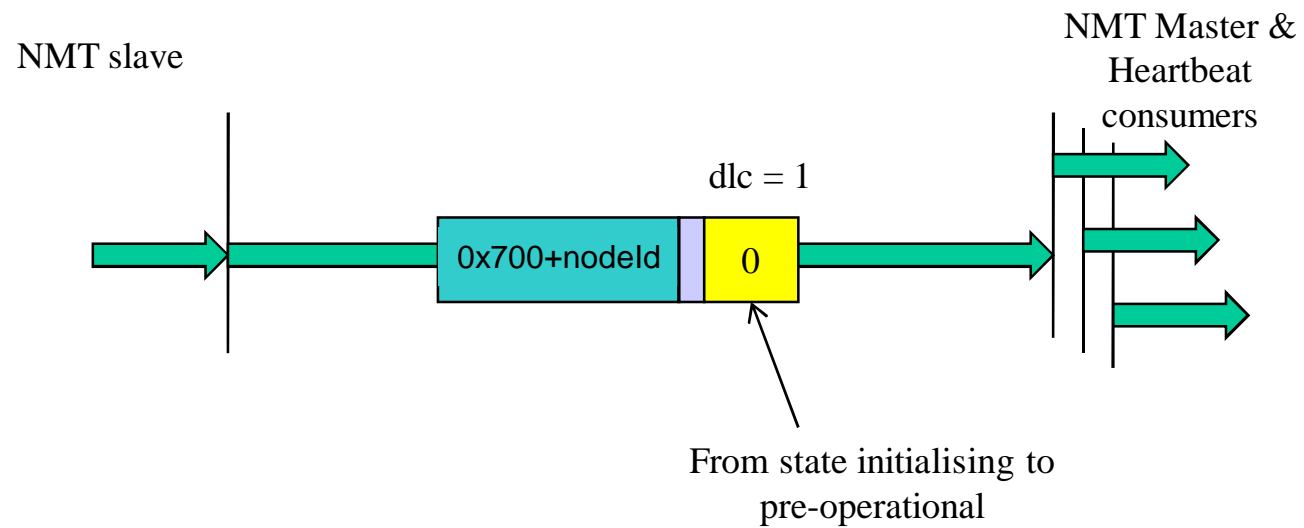 NMT slave
NMT Master &
Heartbeat
consumers
dlc = 1
0x700+nodeId
0
From state initialising to
pre-operational